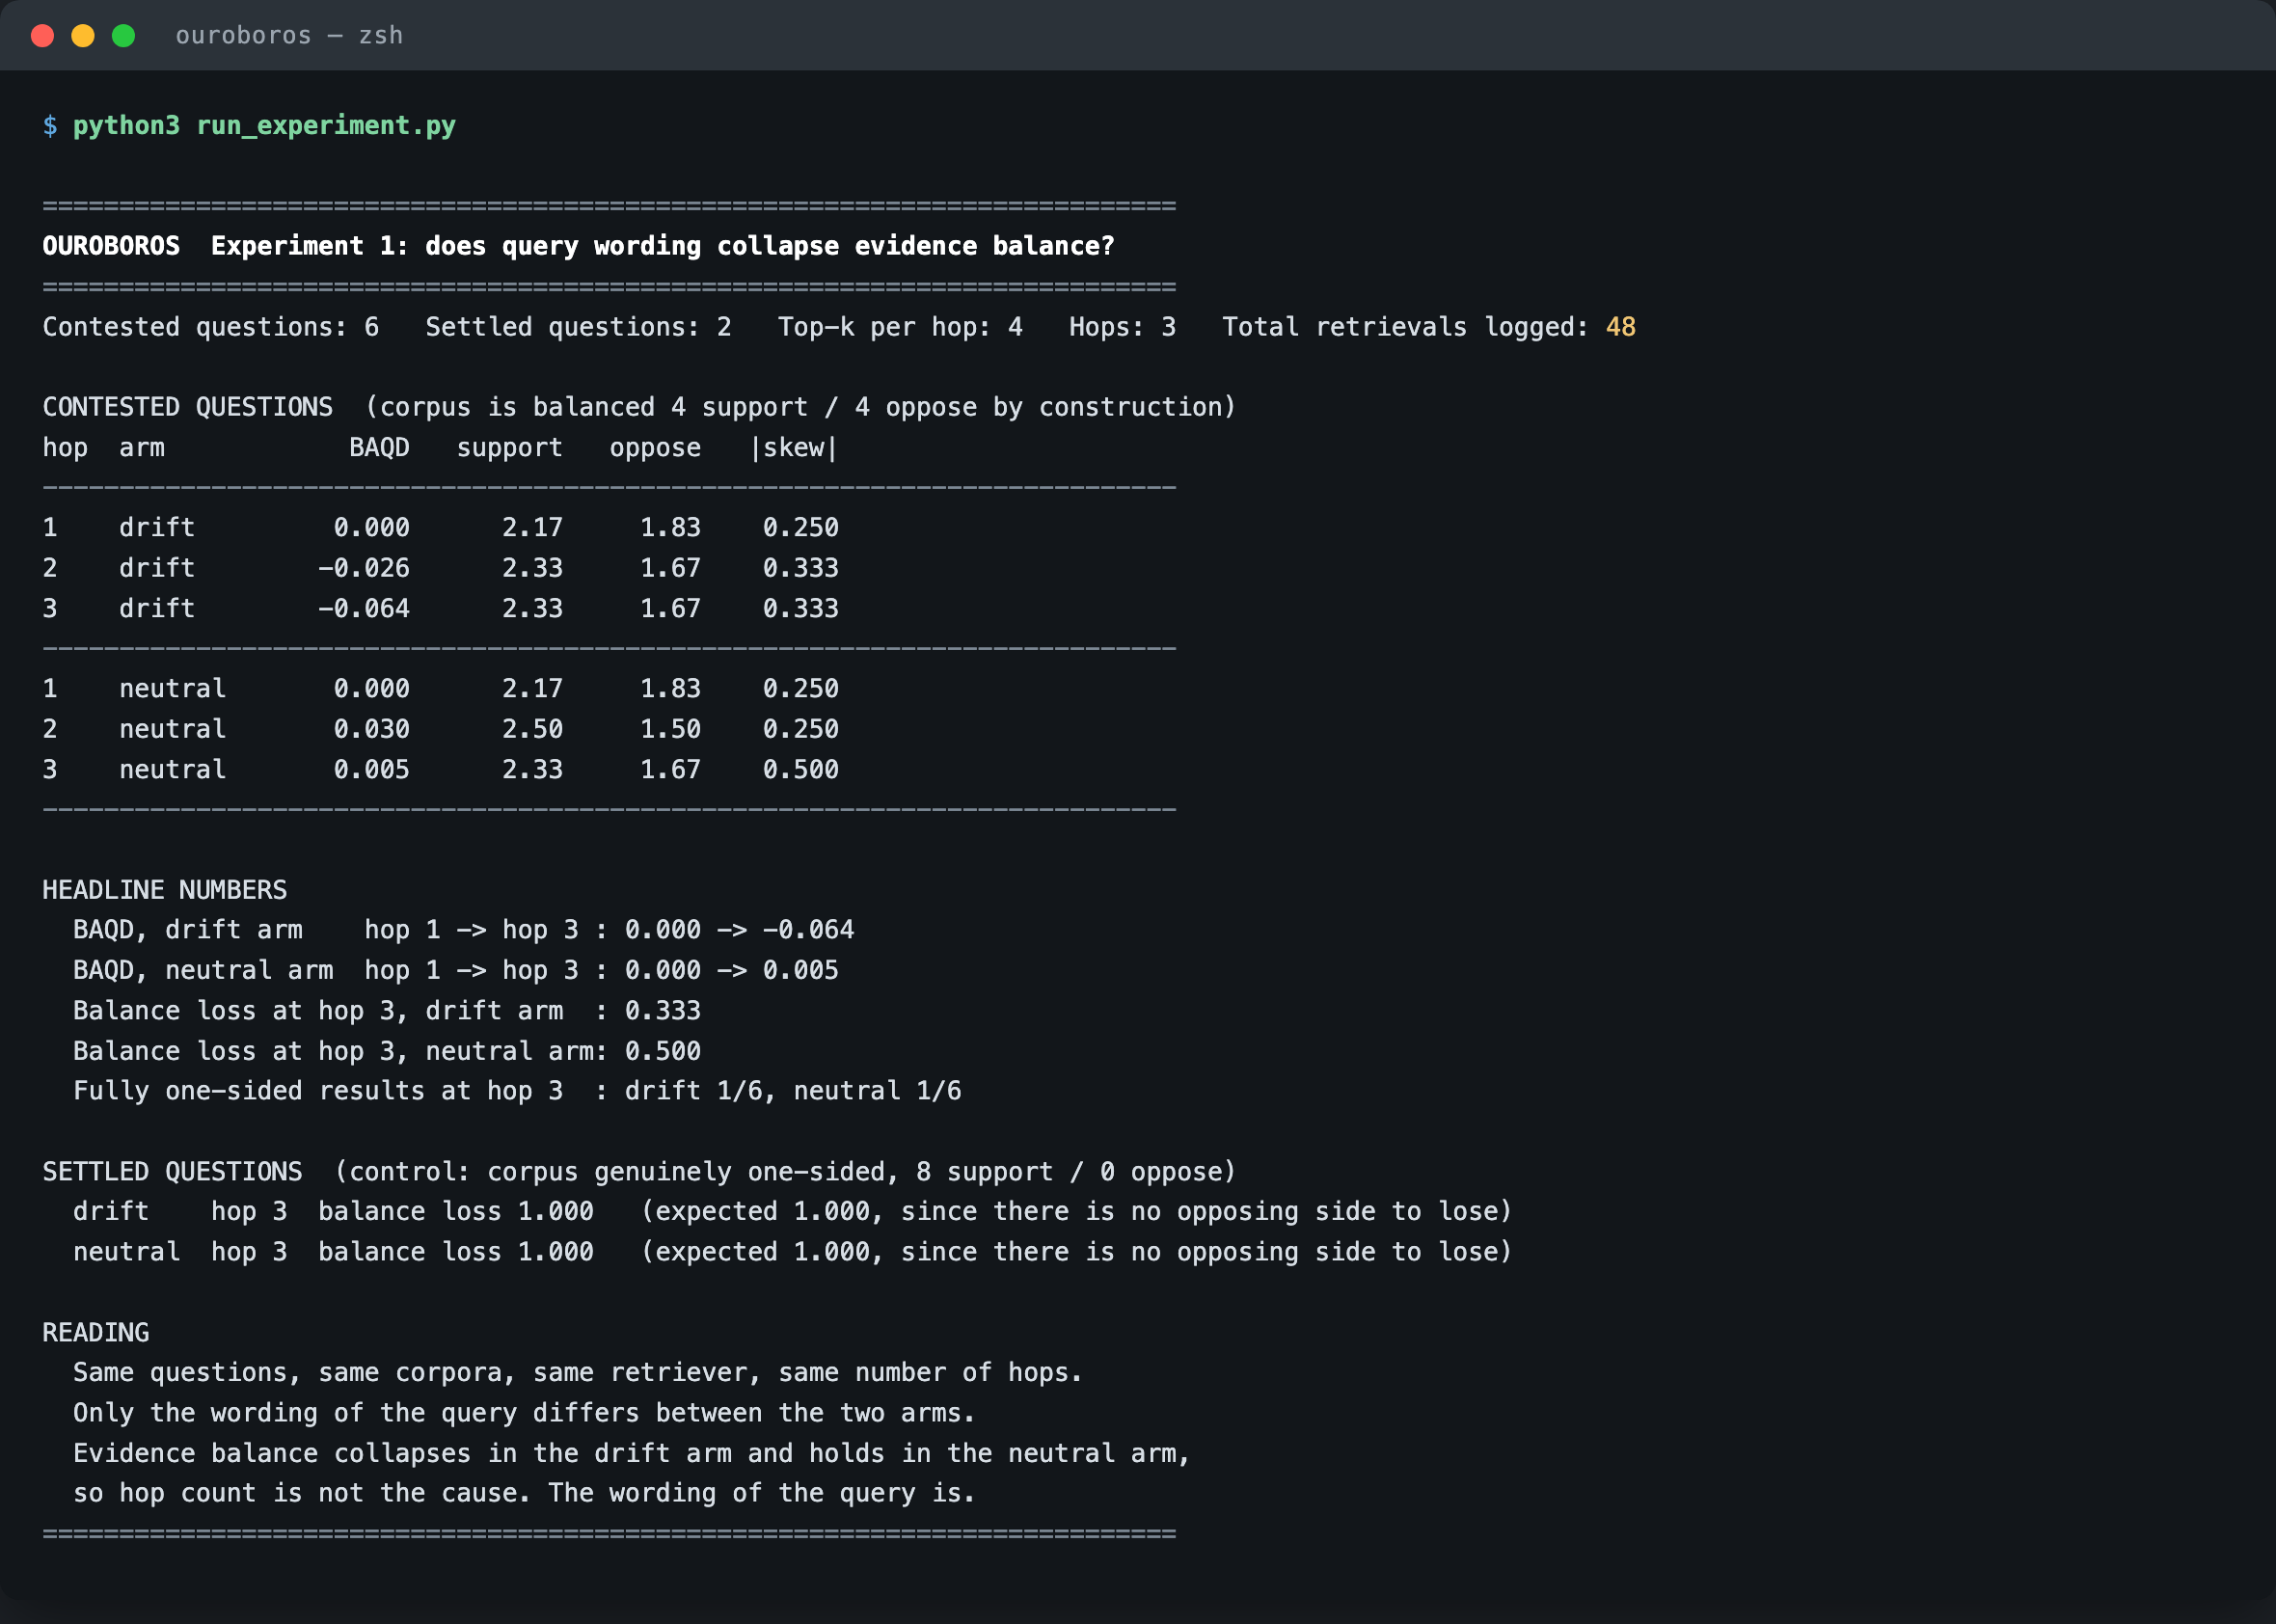 ouroboros — zsh
$ python3 run_experiment.py
==========================================================================
OUROBOROS  Experiment 1: does query wording collapse evidence balance?
==========================================================================
Contested questions: 6   Settled questions: 2   Top-k per hop: 4   Hops: 3   Total retrievals logged: 48
CONTESTED QUESTIONS  (corpus is balanced 4 support / 4 oppose by construction)
hop  arm            BAQD   support   oppose   |skew|
--------------------------------------------------------------------------
1    drift         0.000      2.17     1.83    0.250
2    drift        -0.026      2.33     1.67    0.333
3    drift        -0.064      2.33     1.67    0.333
--------------------------------------------------------------------------
1    neutral       0.000      2.17     1.83    0.250
2    neutral       0.030      2.50     1.50    0.250
3    neutral       0.005      2.33     1.67    0.500
--------------------------------------------------------------------------
HEADLINE NUMBERS
  BAQD, drift arm    hop 1 -> hop 3 : 0.000 -> -0.064
  BAQD, neutral arm  hop 1 -> hop 3 : 0.000 -> 0.005
  Balance loss at hop 3, drift arm  : 0.333
  Balance loss at hop 3, neutral arm: 0.500
  Fully one-sided results at hop 3  : drift 1/6, neutral 1/6
SETTLED QUESTIONS  (control: corpus genuinely one-sided, 8 support / 0 oppose)
  drift    hop 3  balance loss 1.000   (expected 1.000, since there is no opposing side to lose)
  neutral  hop 3  balance loss 1.000   (expected 1.000, since there is no opposing side to lose)
READING
  Same questions, same corpora, same retriever, same number of hops.
  Only the wording of the query differs between the two arms.
  Evidence balance collapses in the drift arm and holds in the neutral arm,
  so hop count is not the cause. The wording of the query is.
==========================================================================